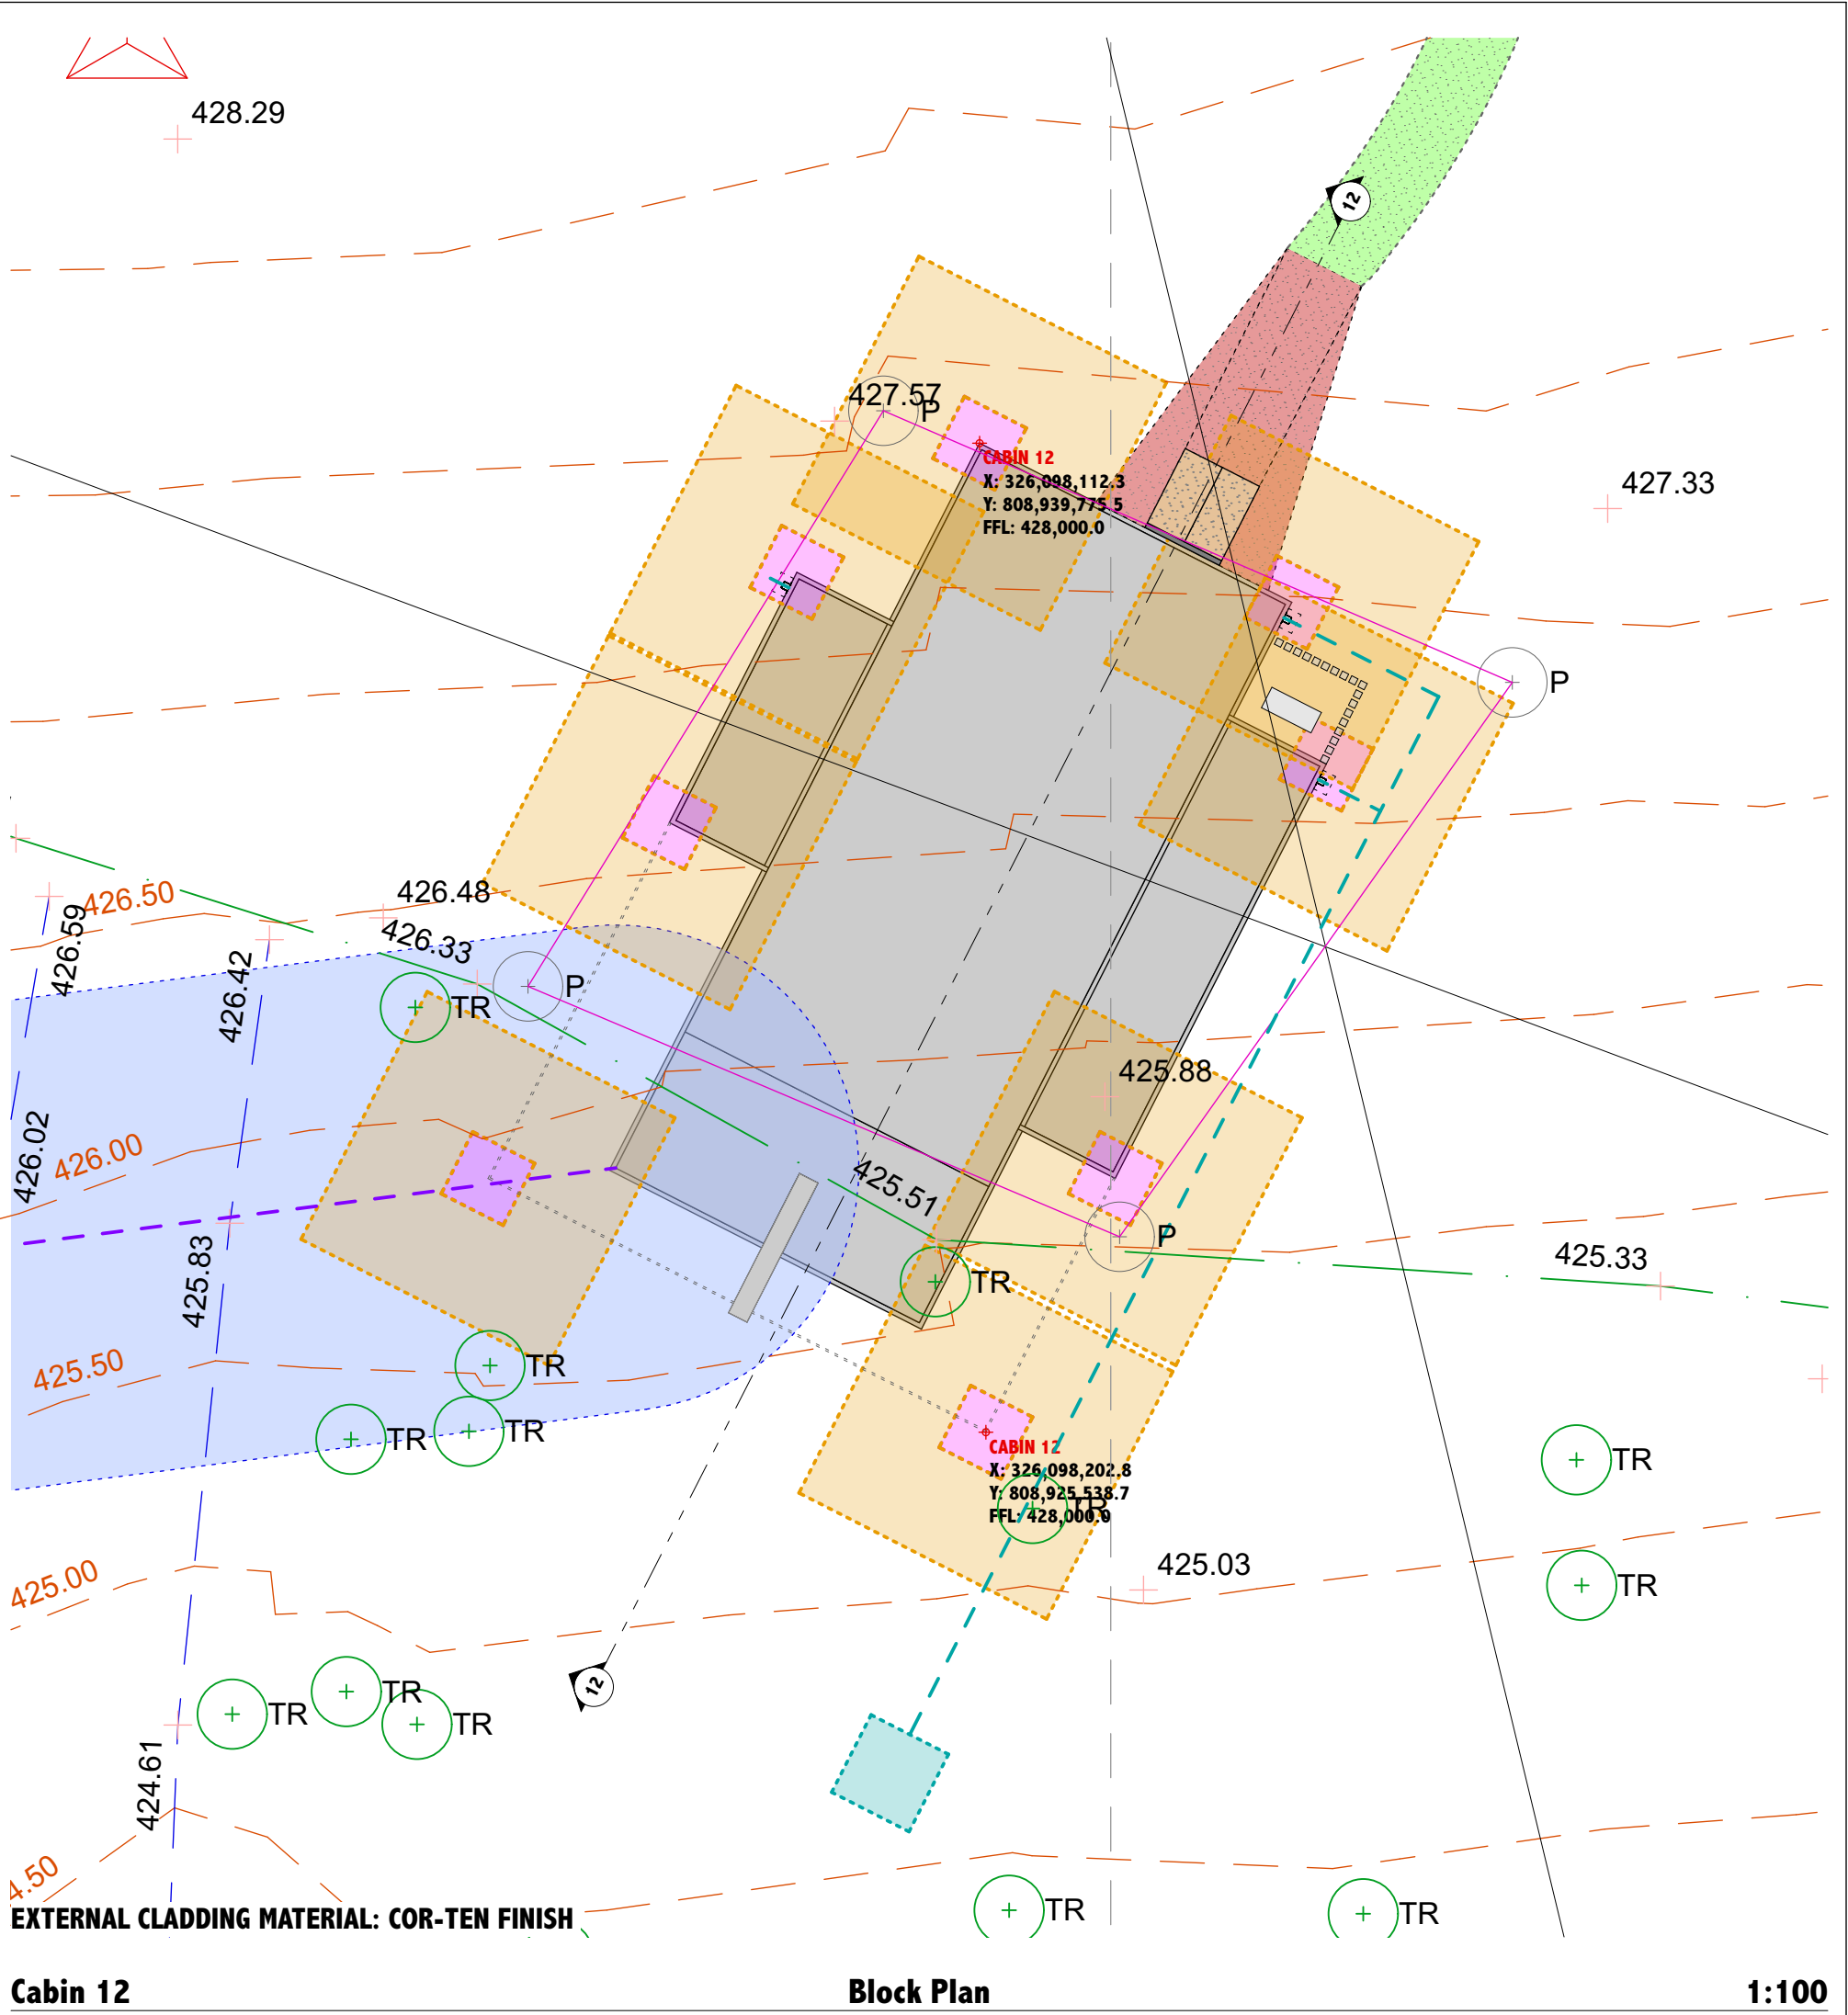 428.29
12
427.57
P
CABIN 12
X: 326,098,112.3
Y: 808,939,775.5
FFL: 428,000.0
427.33
P
426.50
426.59
426.48
426.33
426.42
TR
P
425.88
426.02
426.00
425.51
P
425.83
TR
425.33
425.50
TR
TR
TR
CABIN 12
X: 326,098,202.8
Y: 808,925,538.7
FFL: 428,000.0
TR
TR
425.03
TR
425.00
12
TR
TR
TR
424.61
4.50
TR
TR
EXTERNAL CLADDING MATERIAL: COR-TEN FINISH
Cabin 12
Block Plan
1:100